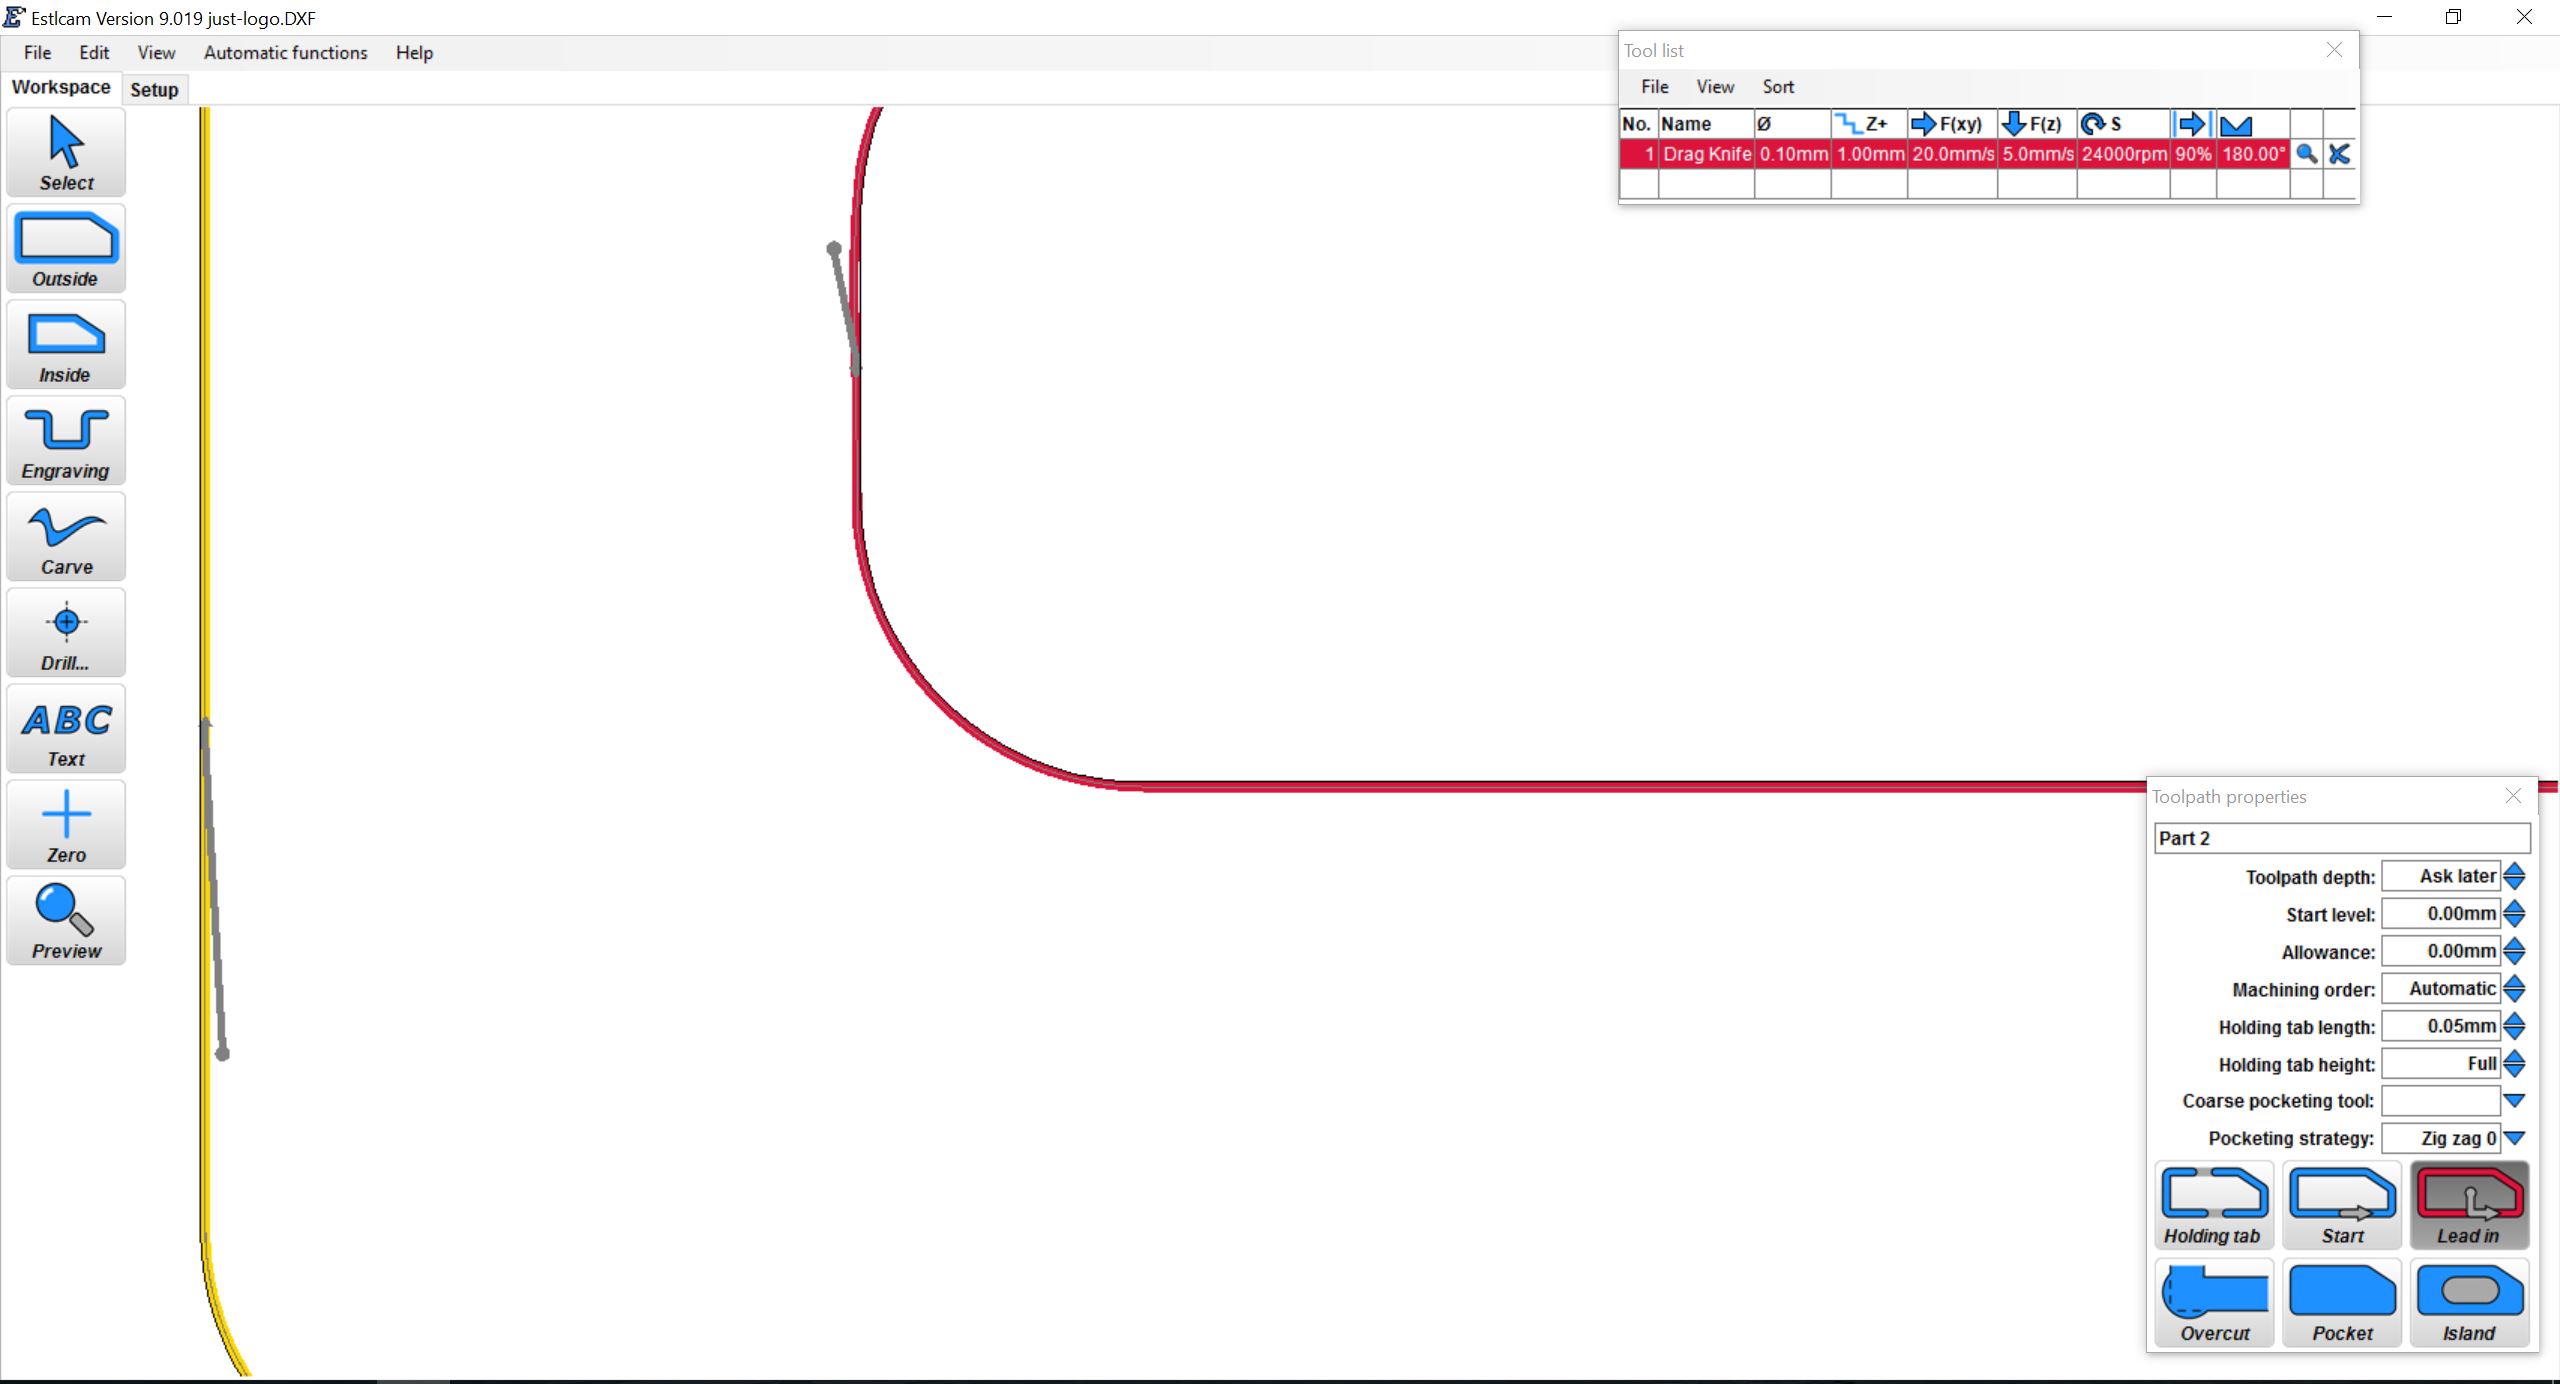 Estlcam Version 9.019 just-logo.DXF
File Edit View Automatic functions Help
Workspace Setup
Select
Outside
Inside
Engraving
Carve
Drill...
ABC
Text
Zero
Preview
Tool list
File View Sort
No. Name Ø Z+ F(xy) F(z) S
1 Drag Knife 0.10mm 1.00mm 20.0mm/s 5.0mm/s 24000rpm 90% 180.00°
Toolpath properties
Part 2
Toolpath depth: Ask later
Start level: 0.00mm
Allowance: 0.00mm
Machining order: Automatic
Holding tab length: 0.05mm
Holding tab height: Full
Coarse pocketing tool:
Pocketing strategy: Zig zag 0
Holding tab Start Lead in
Overcut Pocket Island